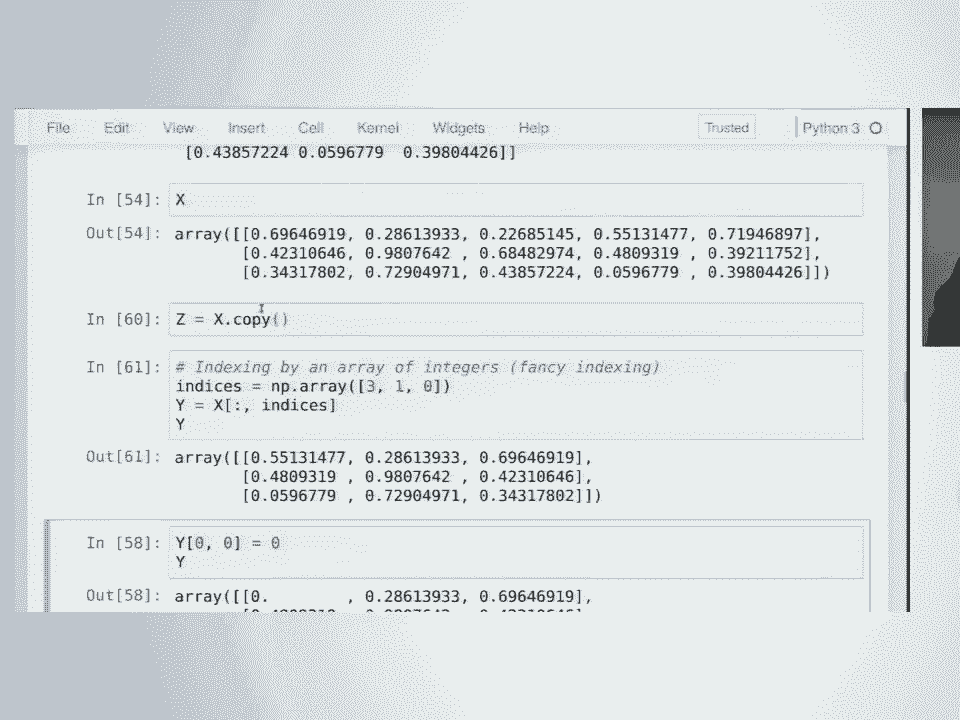 File Edit View Insert Cell Kernel Widgets Help Trusted Python 3
[0.43857224 0.0596779  0.39804426]]
In [54]: X
Out[54]: array([[0.69646919, 0.28613933, 0.22685145, 0.55131477, 0.71946897],
[0.42310646, 0.9807642 , 0.68482974, 0.4809319 , 0.39211752],
[0.34317802, 0.72904971, 0.43857224, 0.0596779 , 0.39804426]])
In [60]: Z = X.copy()
In [61]: # Indexing by an array of integers (fancy indexing)
indices = np.array([3, 1, 0])
Y = X[:, indices]
Y
Out[61]: array([[0.55131477, 0.28613933, 0.69646919],
[0.4809319 , 0.9807642 , 0.42310646],
[0.0596779 , 0.72904971, 0.34317802]])
In [58]: Y[0, 0] = 0
Y
Out[58]: array([[0.        , 0.28613933, 0.69646919],